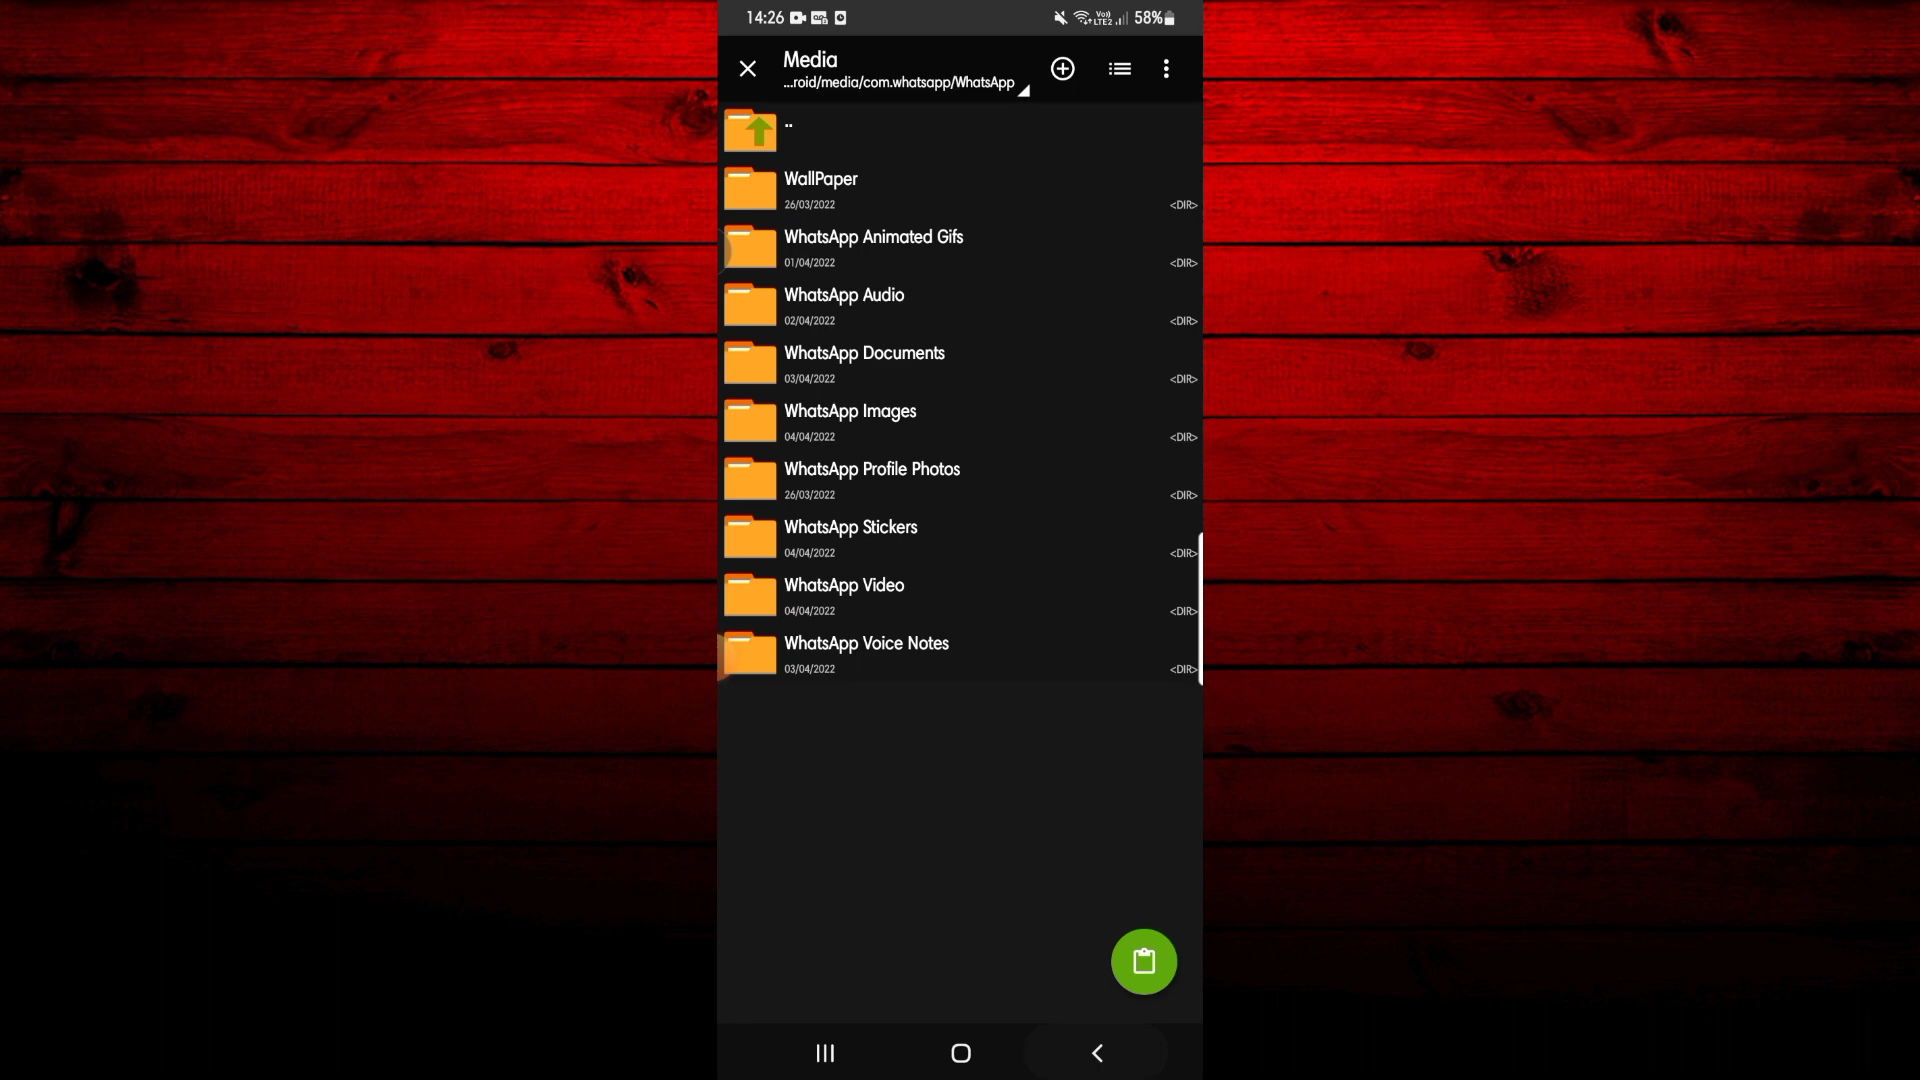 14:26 Vo)) LTE2 58%
Media
...roid/media/com.whatsapp/WhatsApp
..
WallPaper
26/03/2022 <DIR>
WhatsApp Animated Gifs
01/04/2022 <DIR>
WhatsApp Audio
02/04/2022 <DIR>
WhatsApp Documents
03/04/2022 <DIR>
WhatsApp Images
04/04/2022 <DIR>
WhatsApp Profile Photos
26/03/2022 <DIR>
WhatsApp Stickers
04/04/2022 <DIR>
WhatsApp Video
04/04/2022 <DIR>
WhatsApp Voice Notes
03/04/2022 <DIR>